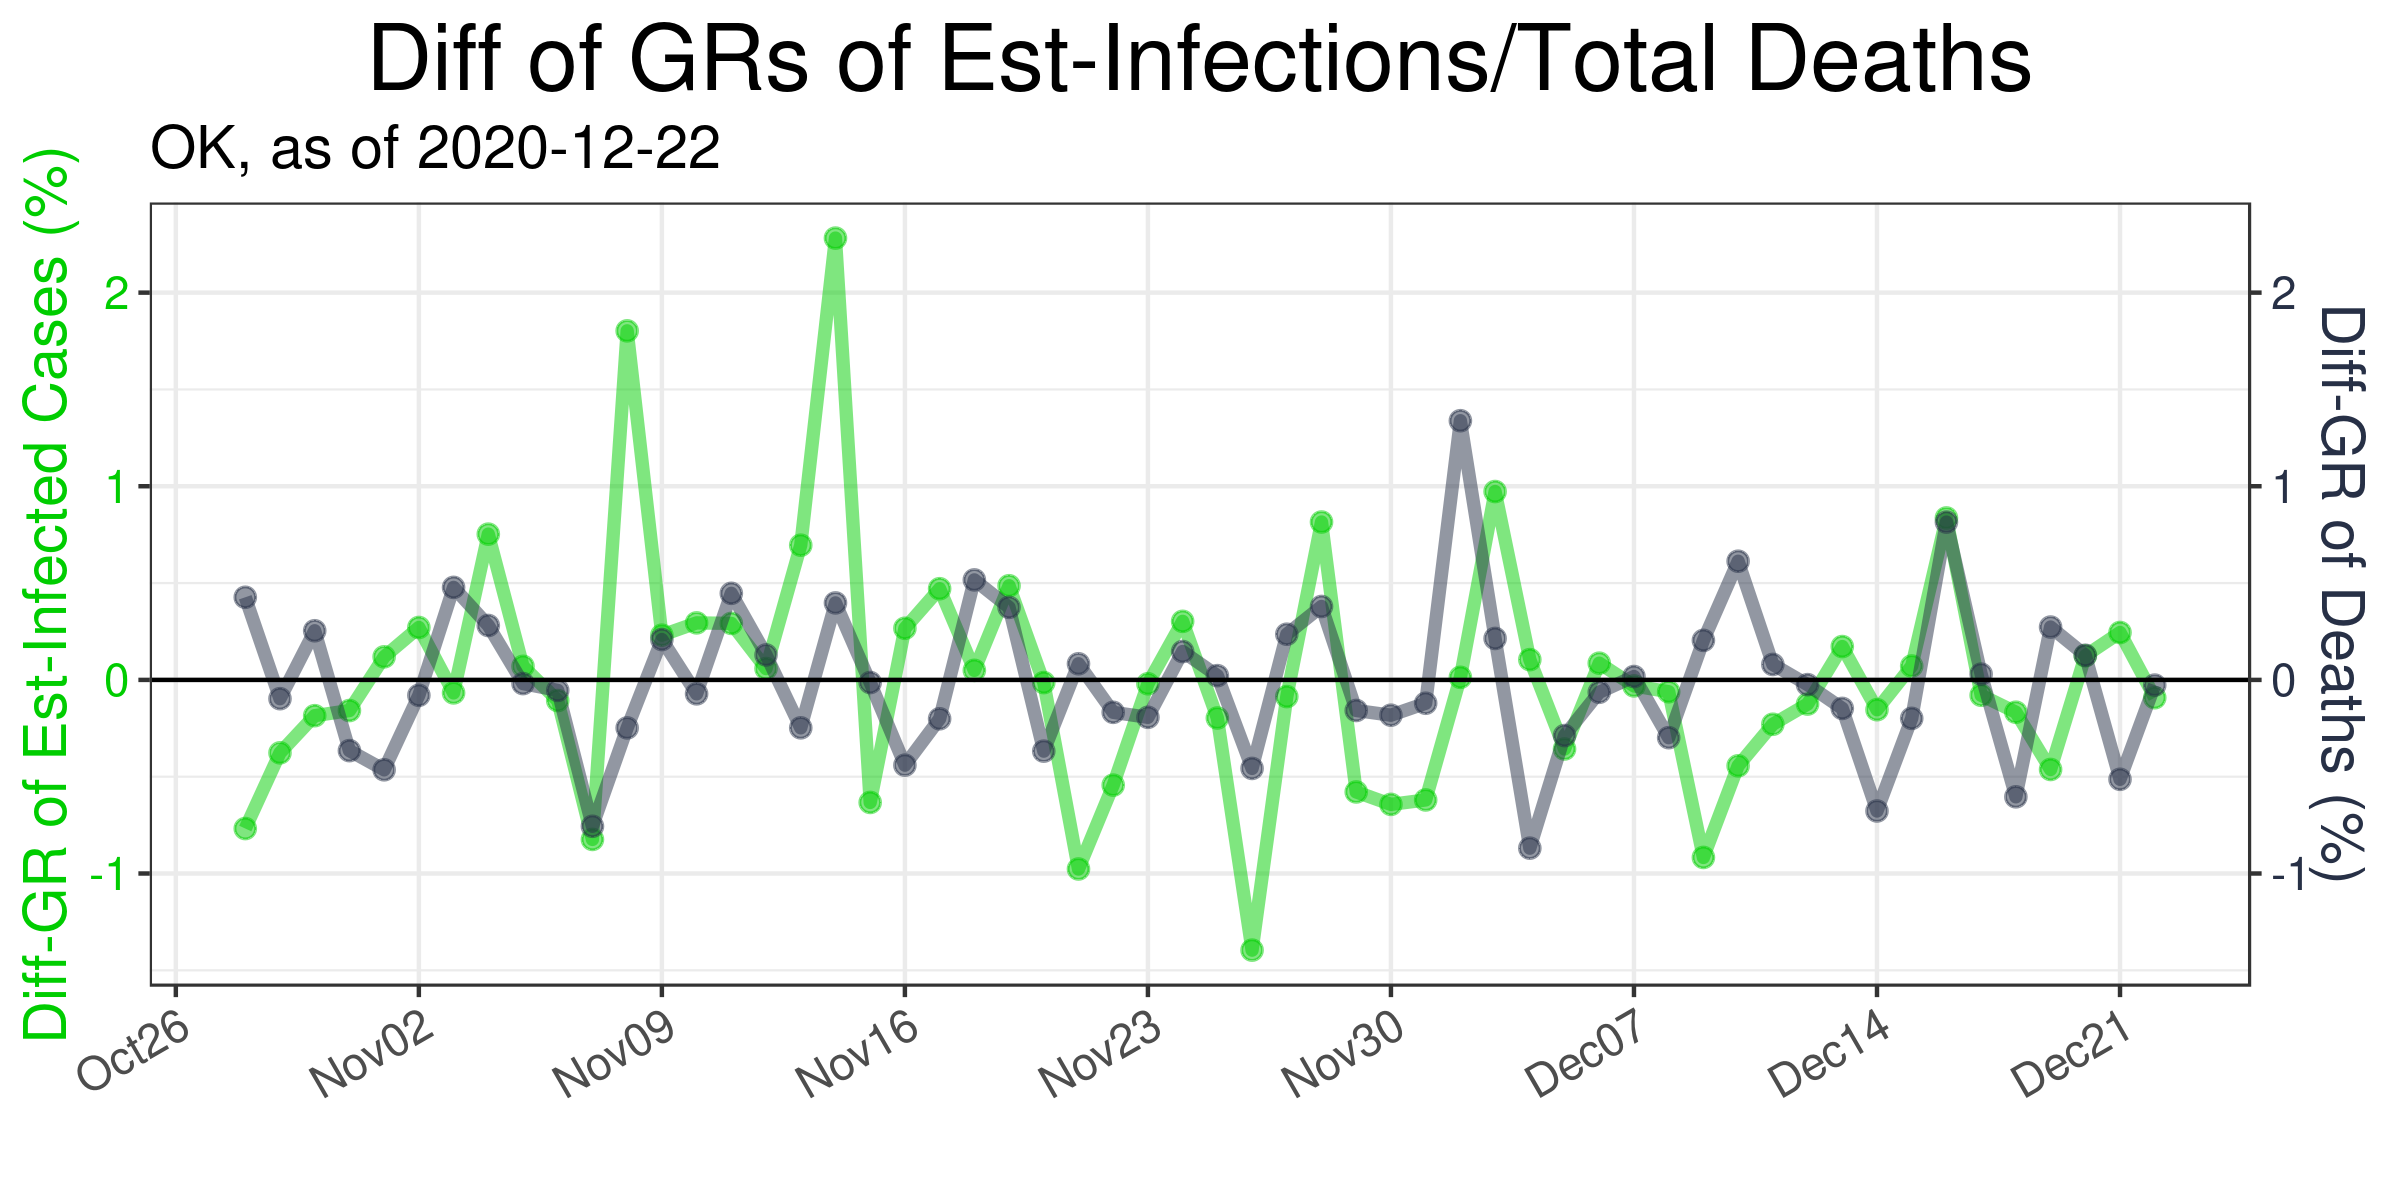 Diff of GRs of Est-Infections/Total Deaths
OK, as of 2020-12-22
Diff-GR of Est-Infected Cases (%)
2
1
0
-1
2
1
0
-1
Diff-GR of Deaths (%)
Oct26
Nov02
Nov09
Nov16
Nov23
Nov30
Dec07
Dec14
Dec21